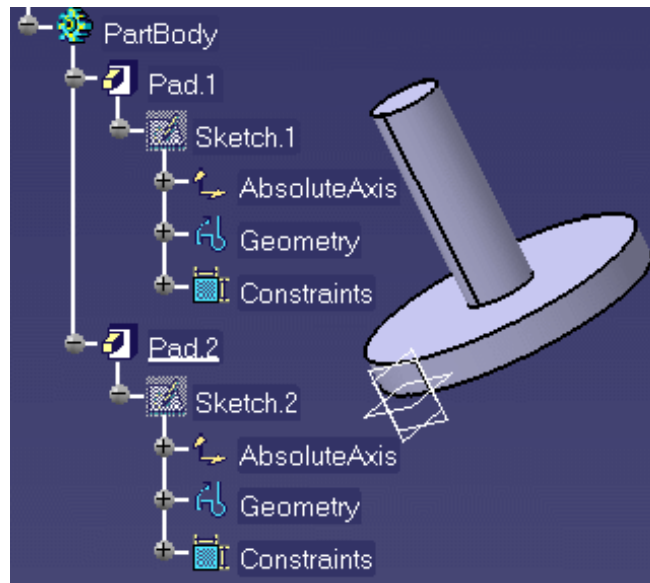 PartBody
Pad.1
Sketch.1
AbsoluteAxis
Geometry
Constraints
Pad.2
Sketch.2
AbsoluteAxis
Geometry
Constraints